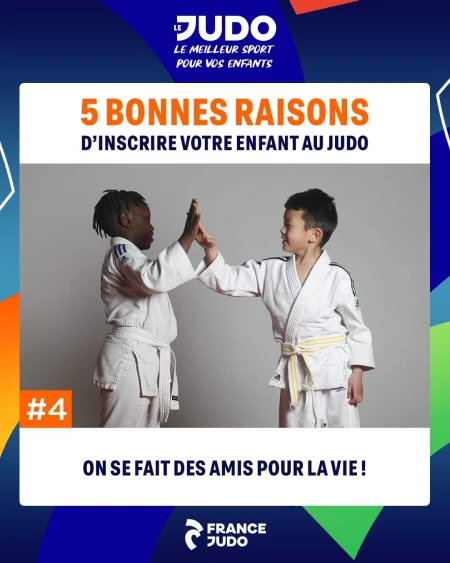 LE JUDO
LE MEILLEUR SPORT
POUR VOS ENFANTS
5 BONNES RAISONS
D'INSCRIRE VOTRE ENFANT AU JUDO
#4
ON SE FAIT DES AMIS POUR LA VIE !
FRANCE
JUDO